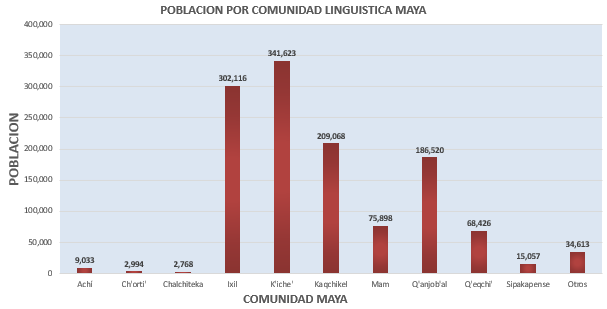 POBLACION POR COMUNIDAD LINGUISTICA MAYA
400,000
350,000
300,000
250,000
200,000
150,000
100,000
50,000
0
POBLACION
9,033
2,994
2,768
302,116
341,623
209,068
75,898
186,520
68,426
15,057
34,613
Achi
Ch'orti'
Chalchiteka
Ixil
K'iche'
Kaqchikel
Mam
Q'anjob'al
Q'eqchi'
Sipakapense
Otros
COMUNIDAD MAYA